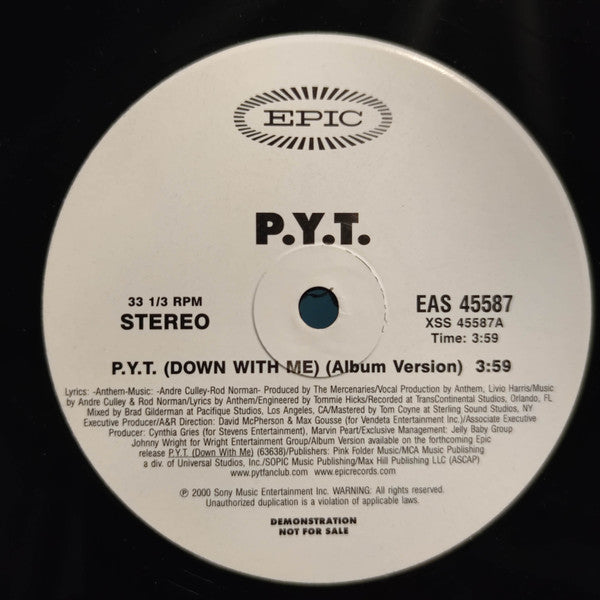 EPIC
P.Y.T.
33 1/3 RPM
STEREO
EAS 45587
XSS 45587A
Time: 3:59
P.Y.T. (DOWN WITH ME) (Album Version) 3:59
Lyrics: -Anthem-Music: -Andre Culley-Rod Norman- Produced by The Mercenaries/Vocal Production by Anthem, Livio Harris/Music
by Andre Culley & Rod Norman/Lyrics by Anthem/Engineered by Tommie Hicks/Recorded at TransContinental Studios, Orlando, FL
Mixed by Brad Gilderman at Pacifique Studios, Los Angeles, CA/Mastered by Tom Coyne at Sterling Sound Studios, NY
Executive Producer/A&R Direction: David McPherson & Max Gousse (for Vendeta Entertainment Inc.)/Associate Executive
Producer: Cynthia Gries (for Stevens Entertainment), Marvin Peart/Exclusive Management: Jelly Baby Group
Johnny Wright for Wright Entertainment Group/Album Version available on the forthcoming Epic
release P.Y.T. (Down With Me) (63638)/Publishers: Pink Folder Music/MCA Music Publishing
a div. of Universal Studios, Inc./SOPIC Music Publishing/Max Hill Publishing LLC (ASCAP)
www.pytfanclub.com www.epicrecords.com
℗ 2000 Sony Music Entertainment Inc. WARNING: All rights reserved.
Unauthorized duplication is a violation of applicable laws.
DEMONSTRATION
NOT FOR SALE